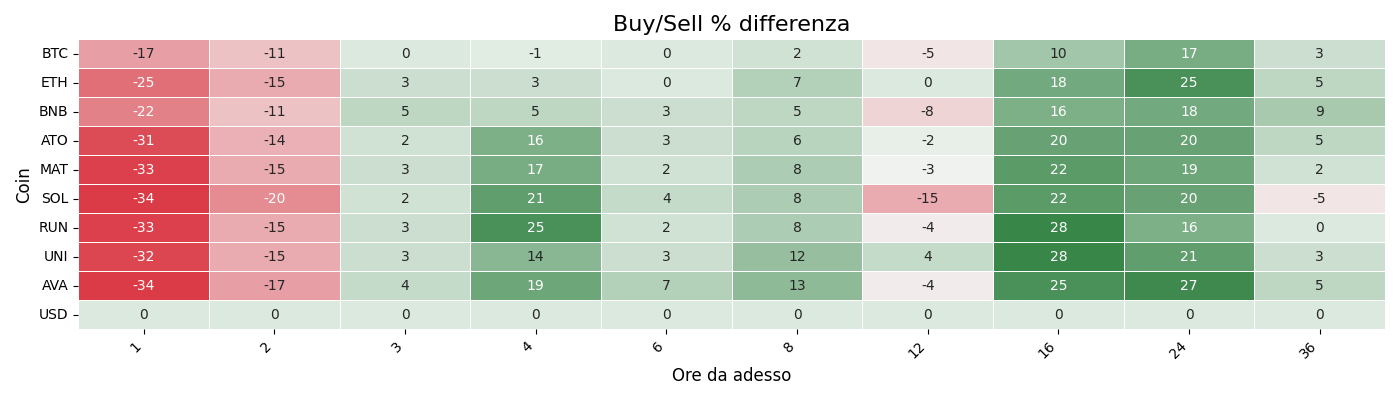 Buy/Sell % differenza
Coin
BTC -17 -11 0 -1 0 2 -5 10 17 3
ETH -25 -15 3 3 0 7 0 18 25 5
BNB -22 -11 5 5 3 5 -8 16 18 9
ATO -31 -14 2 16 3 6 -2 20 20 5
MAT -33 -15 3 17 2 8 -3 22 19 2
SOL -34 -20 2 21 4 8 -15 22 20 -5
RUN -33 -15 3 25 2 8 -4 28 16 0
UNI -32 -15 3 14 3 12 4 28 21 3
AVA -34 -17 4 19 7 13 -4 25 27 5
USD 0 0 0 0 0 0 0 0 0 0
1 2 3 4 6 8 12 16 24 36
Ore da adesso